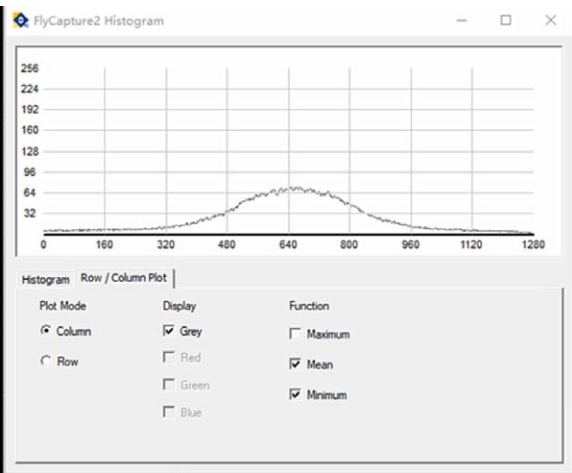 FlyCapture2 Histogram
256
224
192
160
128
96
64
32
0 160 320 480 640 800 960 1120 1280
Histogram Row / Column Plot
Plot Mode Display Function
Column Grey Maximum
Row Red Mean
Green Minimum
Blue